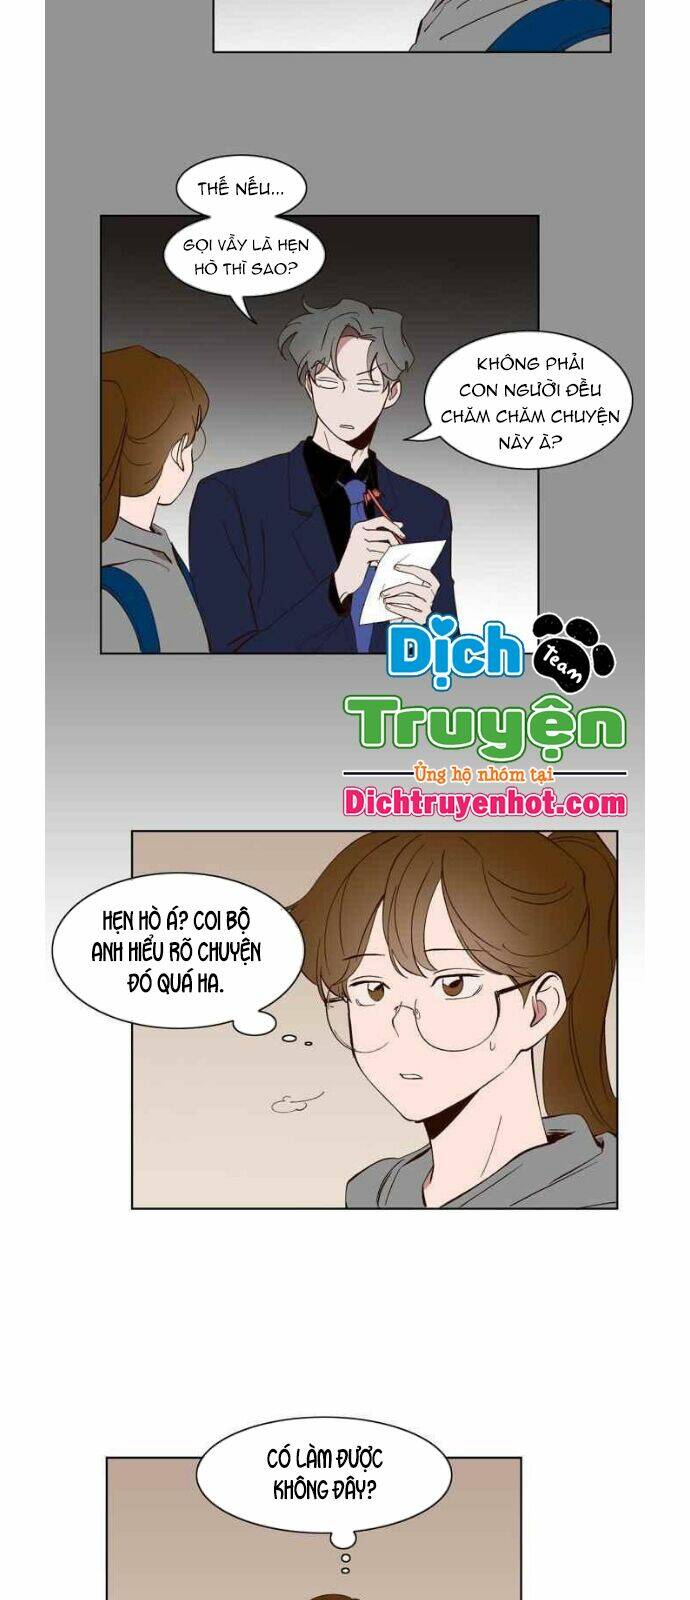 THẾ NẾU...
GỌI VẦY LÀ HẸN
HÒ THÌ SAO?
KHÔNG PHẢI
CON NGƯỜI ĐỀU
CHĂM CHĂM CHUYỆN
NÀY À?
Dịch
Team
Truyện
Ủng hộ nhóm tại
Dichtruyenhot.com
HẸN HÒ Á? COI BỘ
ANH HIỂU RÕ CHUYỆN
ĐÓ QUÁ HA.
CÓ LÀM ĐƯỢC
KHÔNG ĐÂY?